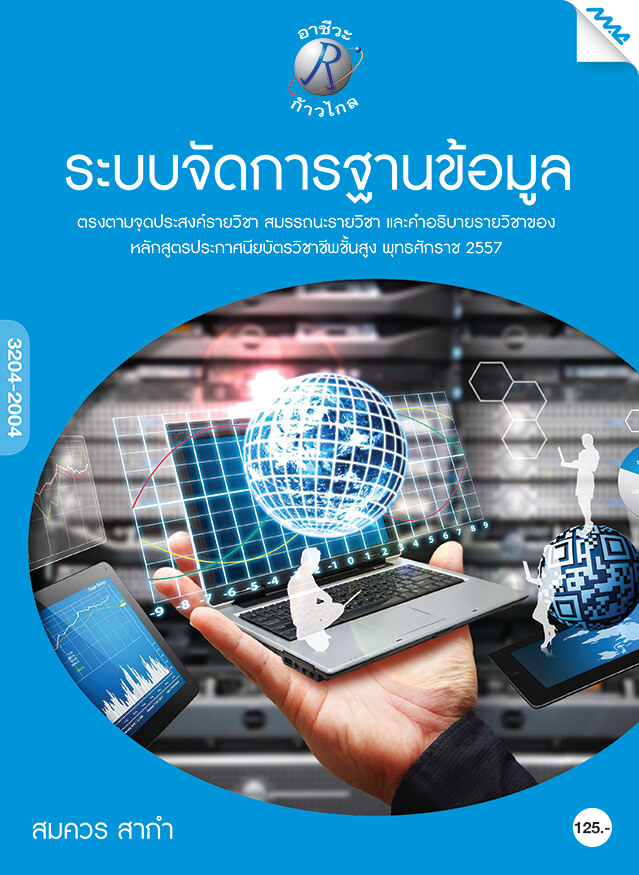 แม็ค
อาชีวะ
R
ก้าวไกล
ระบบจัดการฐานข้อมูล
ตรงตามจุดประสงค์รายวิชา สมรรถนะรายวิชา และคำอธิบายรายวิชาของ
หลักสูตรประกาศนียบัตรวิชาชีพชั้นสูง พุทธศักราช 2557
3204-2004
-9 -8 -7 -6 -5 -4 -1 0 1 2 3 4 5 6 7 8 9
สมควร สากำ
125.-